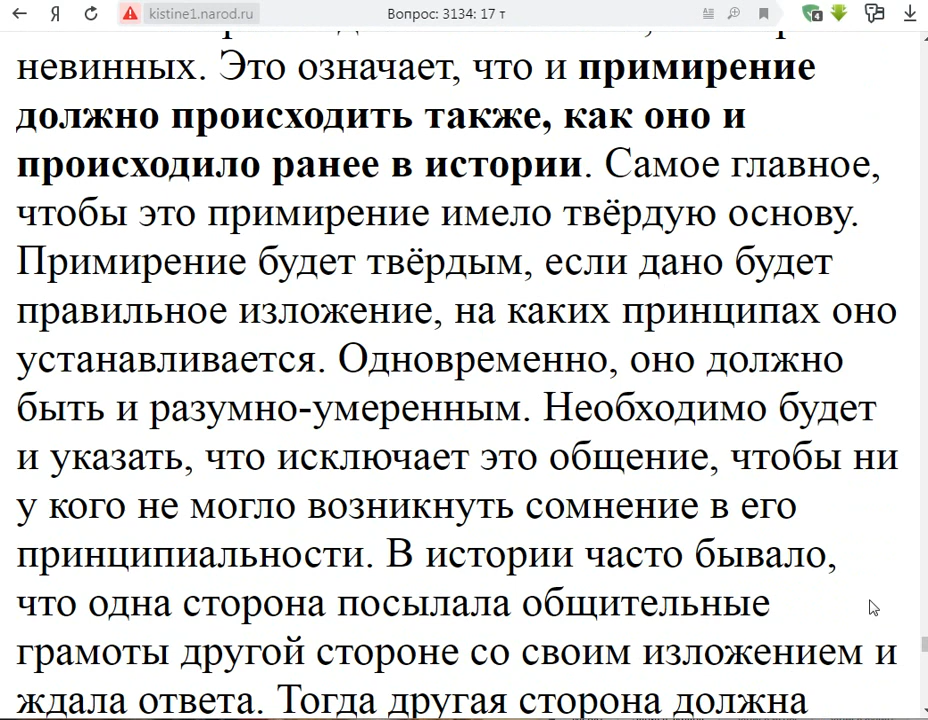 kistine1.narod.ru
Вопрос: 3134: 17 т
4
невинных. Это означает, что и примирение
должно происходить также, как оно и
происходило ранее в истории. Самое главное,
чтобы это примирение имело твёрдую основу.
Примирение будет твёрдым, если дано будет
правильное изложение, на каких принципах оно
устанавливается. Одновременно, оно должно
быть и разумно-умеренным. Необходимо будет
и указать, что исключает это общение, чтобы ни
у кого не могло возникнуть сомнение в его
принципиальности. В истории часто бывало,
что одна сторона посылала общительные
грамоты другой стороне со своим изложением и
ждала ответа. Тогда другая сторона должна